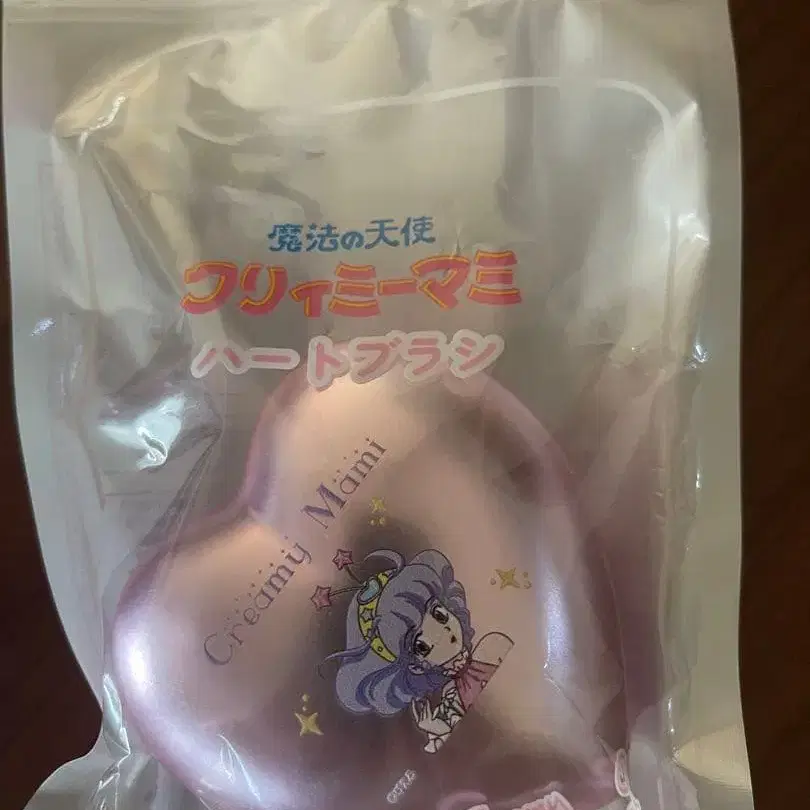 魔法の天使
クリィミーマミ
ハートブラシ
Creamy Mami